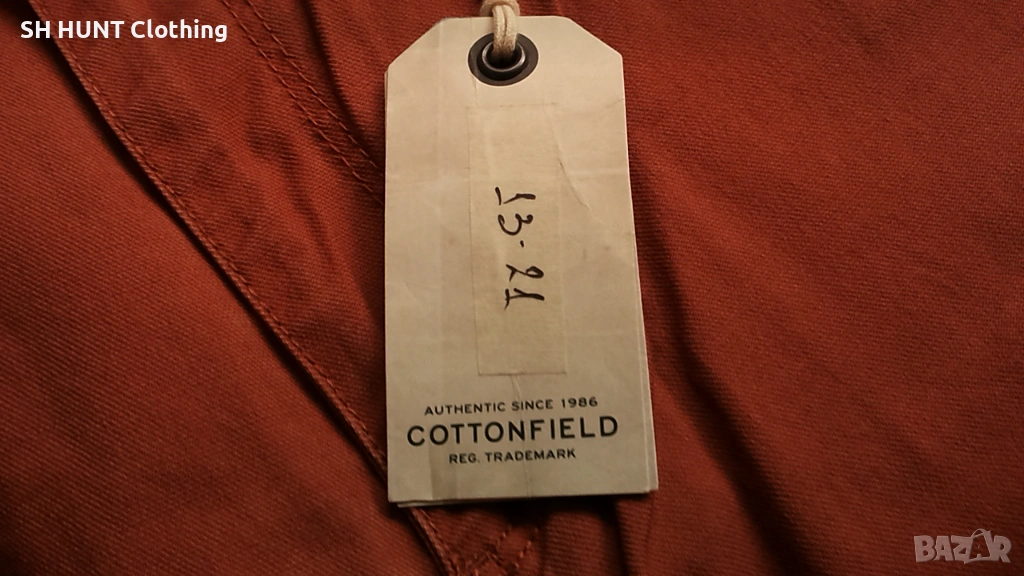 SH HUNT Clothing
13.21
AUTHENTIC SINCE 1986
COTTONFIELD
REG. TRADEMARK
BAZAR